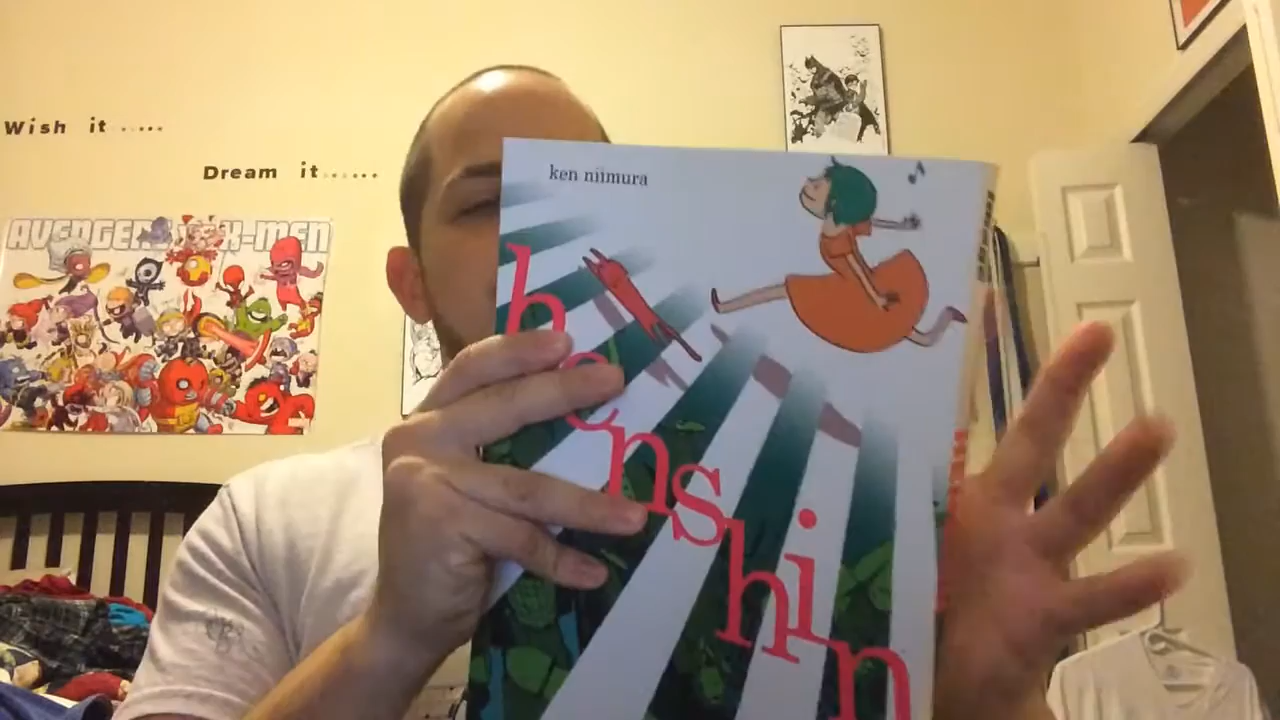 Wish it......
Dream it......
AVENGERS X-MEN
ken niimura
henshin